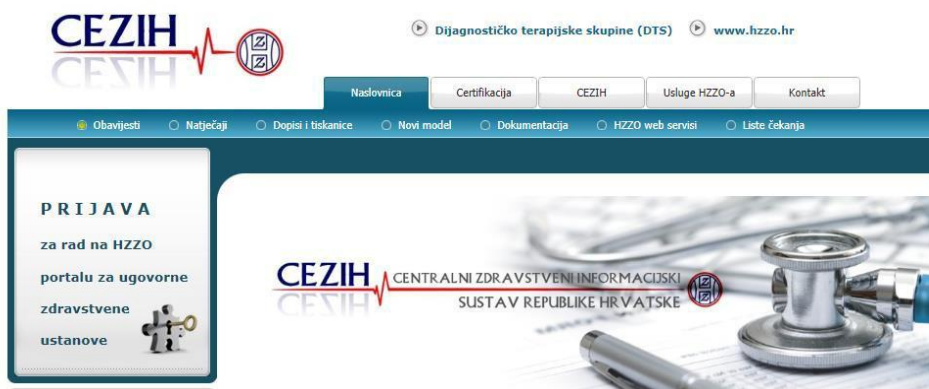 CEZIH
Dijagnostičko terapijske skupine (DTS) www.hzzo.hr
Naslovnica Certifikacija CEZIH Usluge HZZO-a Kontakt
Obavijesti Natječaji Dopisi i tiskanice Novi model Dokumentacija HZZO web servisi Liste čekanja
PRIJAVA
za rad na HZZO
portalu za ugovorne
zdravstvene
ustanove
CEZIH CENTRALNI ZDRAVSTVENI INFORMACIJSKI
SUSTAV REPUBLIKE HRVATSKE